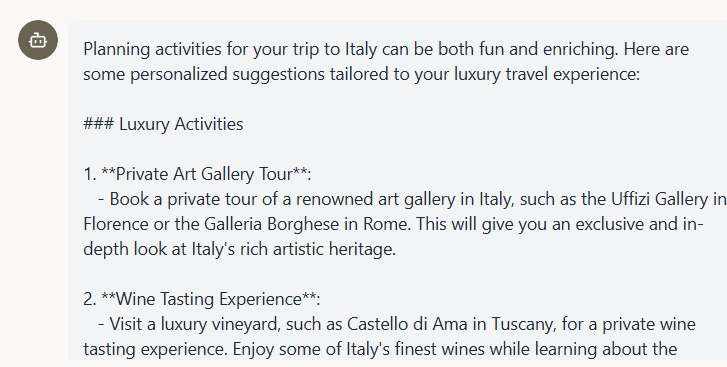 Planning activities for your trip to Italy can be both fun and enriching. Here are
some personalized suggestions tailored to your luxury travel experience:
### Luxury Activities
1. **Private Art Gallery Tour**:
- Book a private tour of a renowned art gallery in Italy, such as the Uffizi Gallery in
Florence or the Galleria Borghese in Rome. This will give you an exclusive and in-
depth look at Italy's rich artistic heritage.
2. **Wine Tasting Experience**:
- Visit a luxury vineyard, such as Castello di Ama in Tuscany, for a private wine
tasting experience. Enjoy some of Italy's finest wines while learning about the